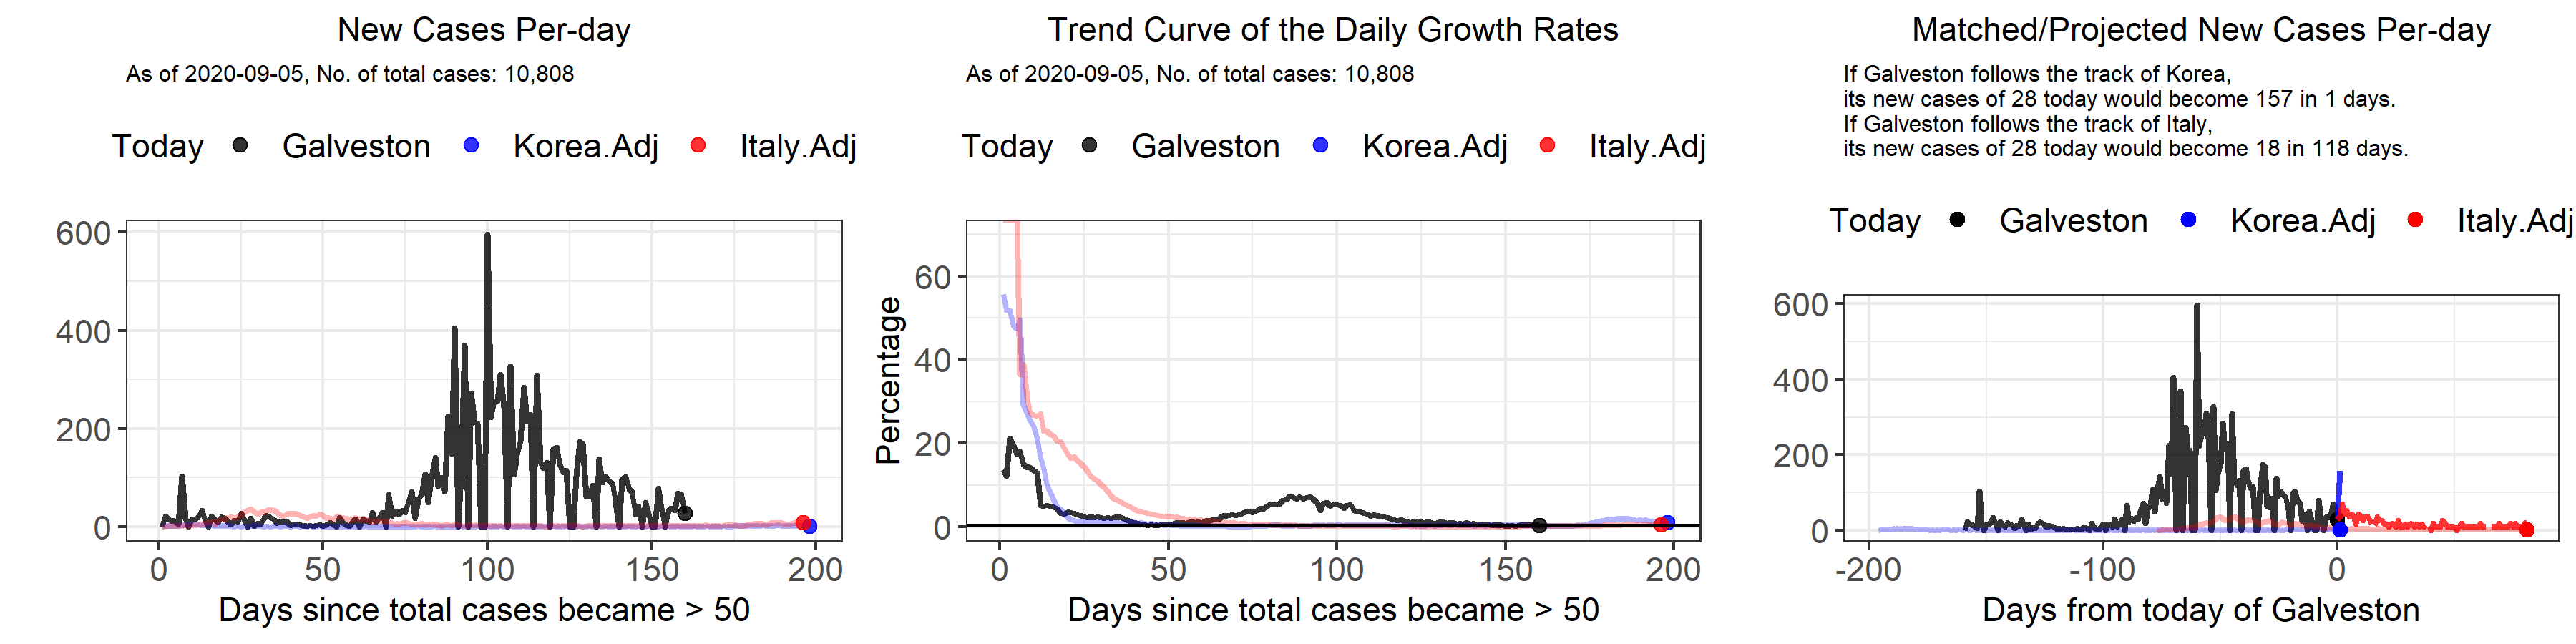 New Cases Per-day
As of 2020-09-05, No. of total cases: 10,808
Today Galveston Korea.Adj Italy.Adj
600
400
200
0
0 50 100 150 200
Days since total cases became > 50
Trend Curve of the Daily Growth Rates
As of 2020-09-05, No. of total cases: 10,808
Today Galveston Korea.Adj Italy.Adj
Percentage
60
40
20
0
0 50 100 150 200
Days since total cases became > 50
Matched/Projected New Cases Per-day
If Galveston follows the track of Korea,
its new cases of 28 today would become 157 in 1 days.
If Galveston follows the track of Italy,
its new cases of 28 today would become 18 in 118 days.
Today Galveston Korea.Adj Italy.Adj
600
400
200
0
-200 -100 0
Days from today of Galveston